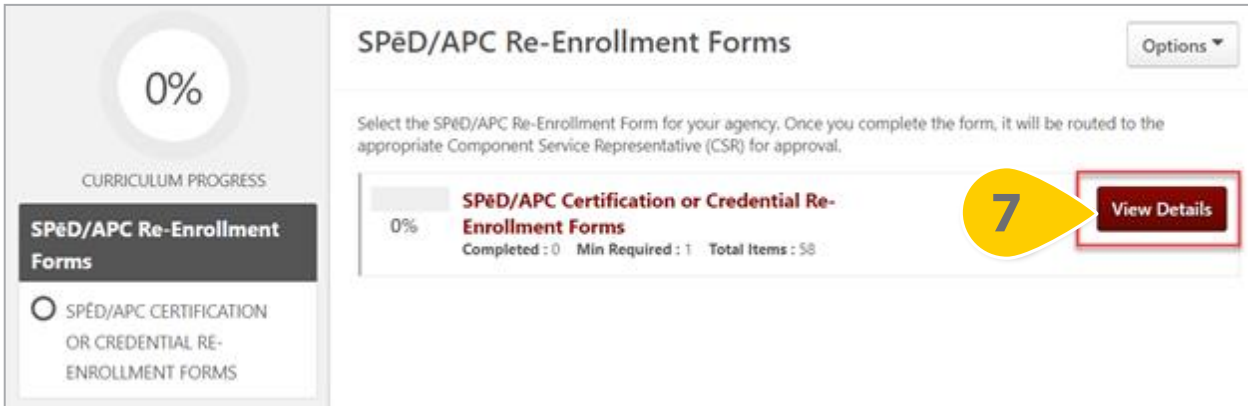 0%
CURRICULUM PROGRESS
SPēD/APC Re-Enrollment
Forms
SPĒD/APC CERTIFICATION
OR CREDENTIAL RE-
ENROLLMENT FORMS
SPēD/APC Re-Enrollment Forms
Options
Select the SPēD/APC Re-Enrollment Form for your agency. Once you complete the form, it will be routed to the
appropriate Component Service Representative (CSR) for approval.
0%
SPēD/APC Certification or Credential Re-
Enrollment Forms
Completed : 0 Min Required : 1 Total Items : 58
7
View Details